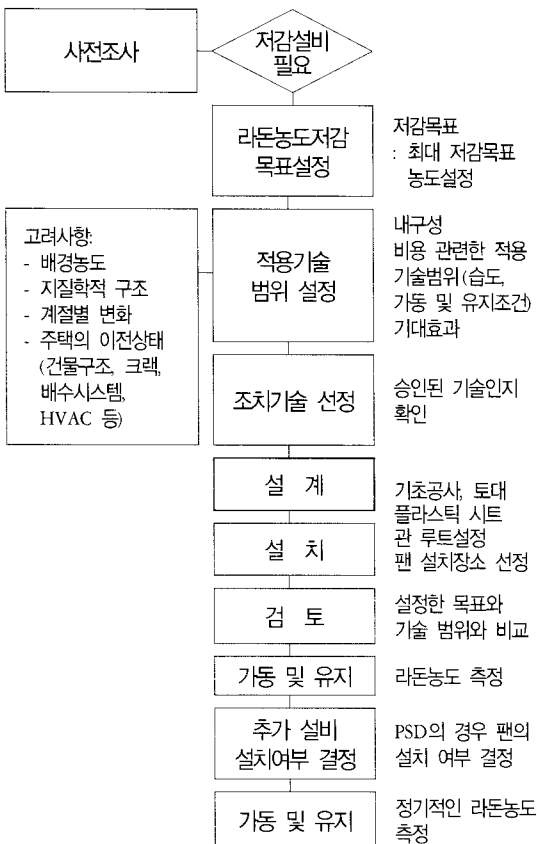 사전조사
저감설비
필요
라돈농도저감
목표설정
저감목표
: 최대 저감목표
농도설정
고려사항:
- 배경농도
- 지질학적 구조
- 계절별 변화
- 주택의 이전상태
(건물구조, 크랙,
배수시스템,
HVAC 등)
적용기술
범위 설정
내구성
비용 관련한 적용
기술범위(습도,
가동 및 유지조건)
기대효과
조치기술 선정
승인된 기술인지
확인
설 계
기초공사, 토대
플라스틱 시트
관 루트설정
팬 설치장소 선정
설 치
검 토
설정한 목표와
기술 범위와 비교
가동 및 유지
라돈농도 측정
추가 설비
설치여부 결정
PSD의 경우 팬의
설치 여부 결정
가동 및 유지
정기적인 라돈농도
측정